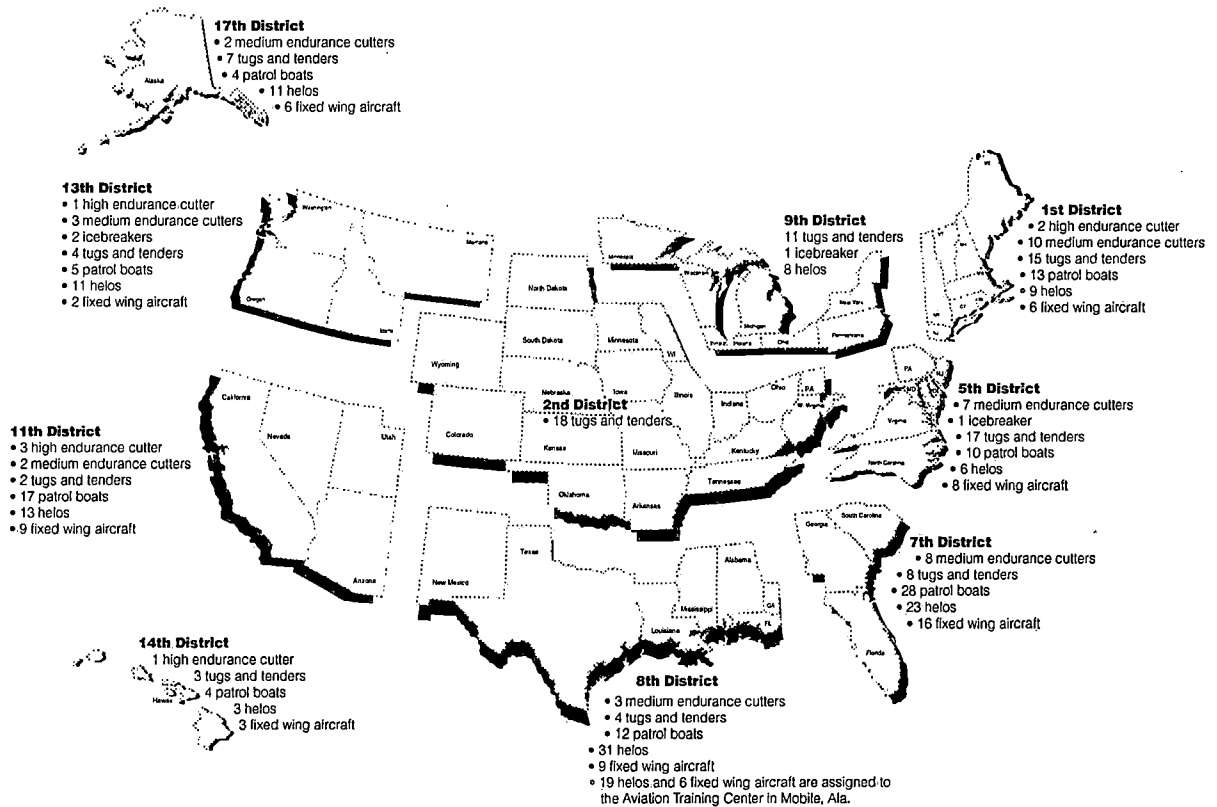 17th District
• 2 medium endurance cutters
• 7 tugs and tenders
• 4 patrol boats
• 11 helos
• 6 fixed wing aircraft
Alaska
13th District
• 1 high endurance cutter
• 3 medium endurance cutters
• 2 icebreakers
• 4 tugs and tenders
• 5 patrol boats
• 11 helos
• 2 fixed wing aircraft
Washington
Montana
Oregon
Idaho
9th District
11 tugs and tenders
1 icebreaker
8 helos
Minnesota
Wisconsin
Michigan
New York
Pennsylvania
Indiana
Ohio
1st District
• 2 high endurance cutter
• 10 medium endurance cutters
• 15 tugs and tenders
• 13 patrol boats
• 9 helos
• 6 fixed wing aircraft
North Dakota
South Dakota
Minnesota
WI
Wyoming
Nebraska
Iowa
Illinois
Indiana
Ohio
PA
W. Virginia
2nd District
• 18 tugs and tenders
Colorado
Kansas
Missouri
Kentucky
Tennessee
Oklahoma
Arkansas
5th District
• 7 medium endurance cutters
• 1 icebreaker
• 17 tugs and tenders
• 10 patrol boats
• 6 helos
• 8 fixed wing aircraft
PA
NJ
MD
Virginia
North Carolina
11th District
• 3 high endurance cutter
• 2 medium endurance cutters
• 2 tugs and tenders
• 17 patrol boats
• 13 helos
• 9 fixed wing aircraft
California
Nevada
Utah
Arizona
7th District
• 8 medium endurance cutters
• 8 tugs and tenders
• 28 patrol boats
• 23 helos
• 16 fixed wing aircraft
Georgia
South Carolina
Florida
New Mexico
Texas
Louisiana
Mississippi
Alabama
GA
FL
14th District
1 high endurance cutter
3 tugs and tenders
4 patrol boats
3 helos
3 fixed wing aircraft
Hawaii
8th District
• 3 medium endurance cutters
• 4 tugs and tenders
• 12 patrol boats
• 31 helos
• 9 fixed wing aircraft
• 19 helos and 6 fixed wing aircraft are assigned to
the Aviation Training Center in Mobile, Ala.